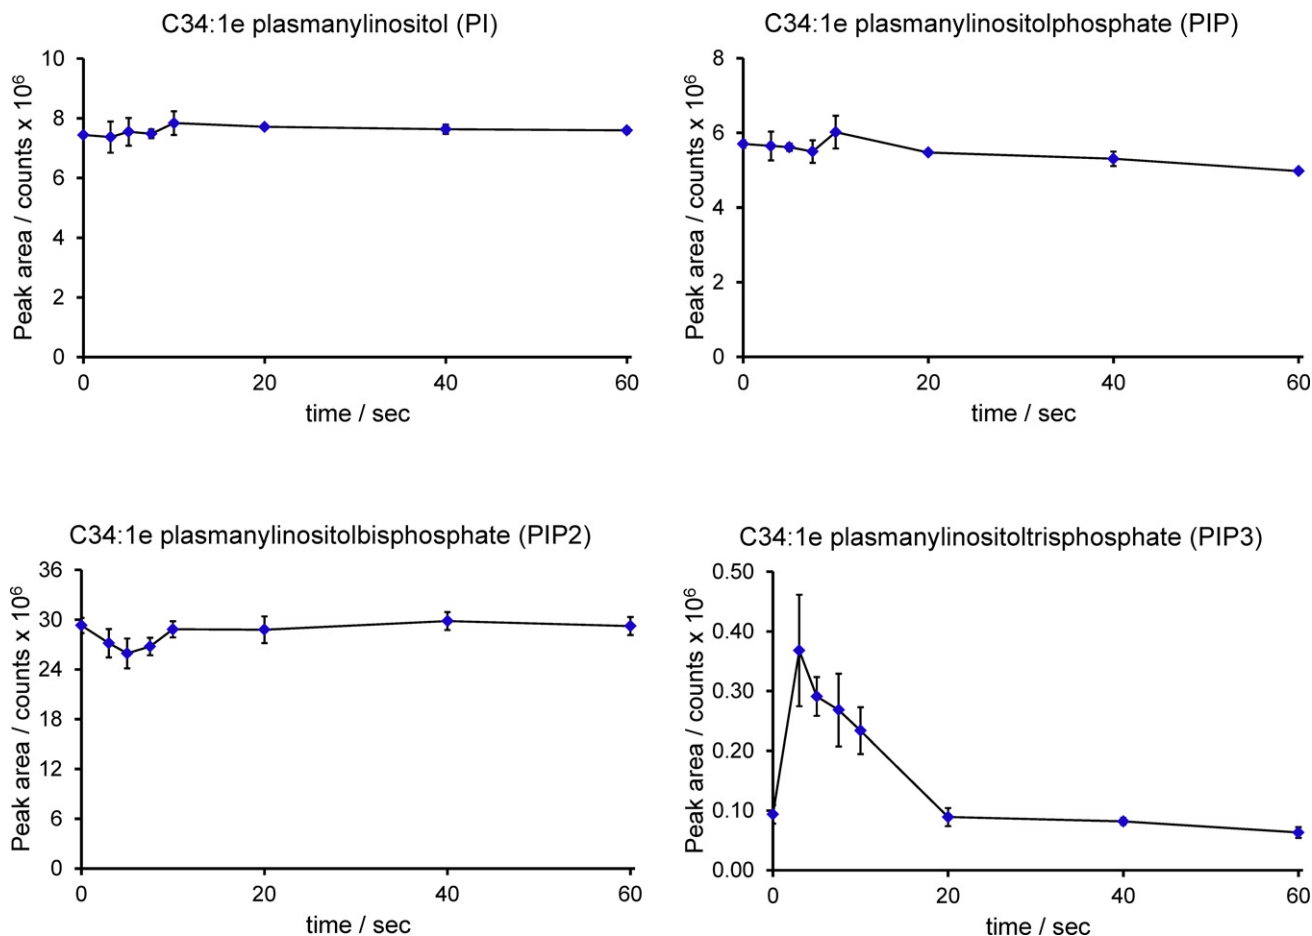 C34:1e plasmanylinositol (PI)
Peak area / counts x 10⁶
10
8
6
4
2
0
0 20 40 60
time / sec
C34:1e plasmanylinositolphosphate (PIP)
Peak area / counts x 10⁶
8
6
4
2
0
0 20 40 60
time / sec
C34:1e plasmanylinositolbisphosphate (PIP2)
Peak area / counts x 10⁶
36
30
24
18
12
6
0
0 20 40 60
time / sec
C34:1e plasmanylinositoltrisphosphate (PIP3)
Peak area / counts x 10⁶
0.50
0.40
0.30
0.20
0.10
0.00
0 20 40 60
time / sec